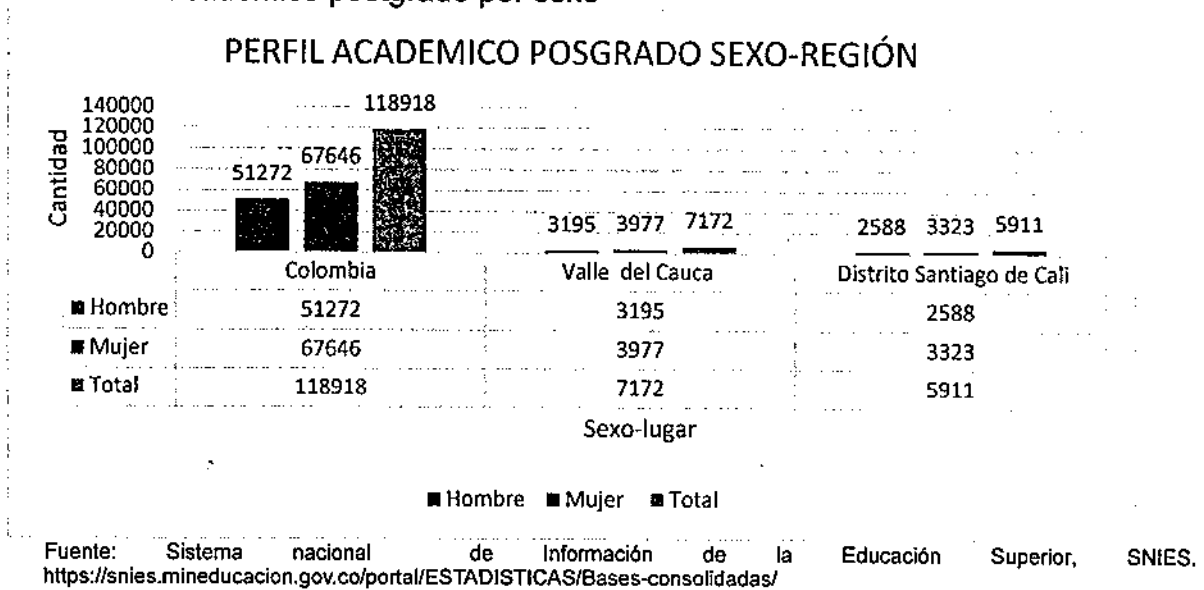 postgrado por sexo
PERFIL ACADEMICO POSGRADO SEXO-REGIÓN
Cantidad
140000
120000
100000
80000
60000
40000
20000
0
51272
67646
118918
3195 3977 7172
2588 3323 5911
Colombia Valle del Cauca Distrito Santiago de Cali
Hombre 51272 3195 2588
Mujer 67646 3977 3323
Total 118918 7172 5911
Sexo-lugar
Hombre Mujer Total
Fuente: Sistema nacional de Información de la Educación Superior, SNIES.
https://snies.mineducacion.gov.co/portal/ESTADISTICAS/Bases-consolidadas/